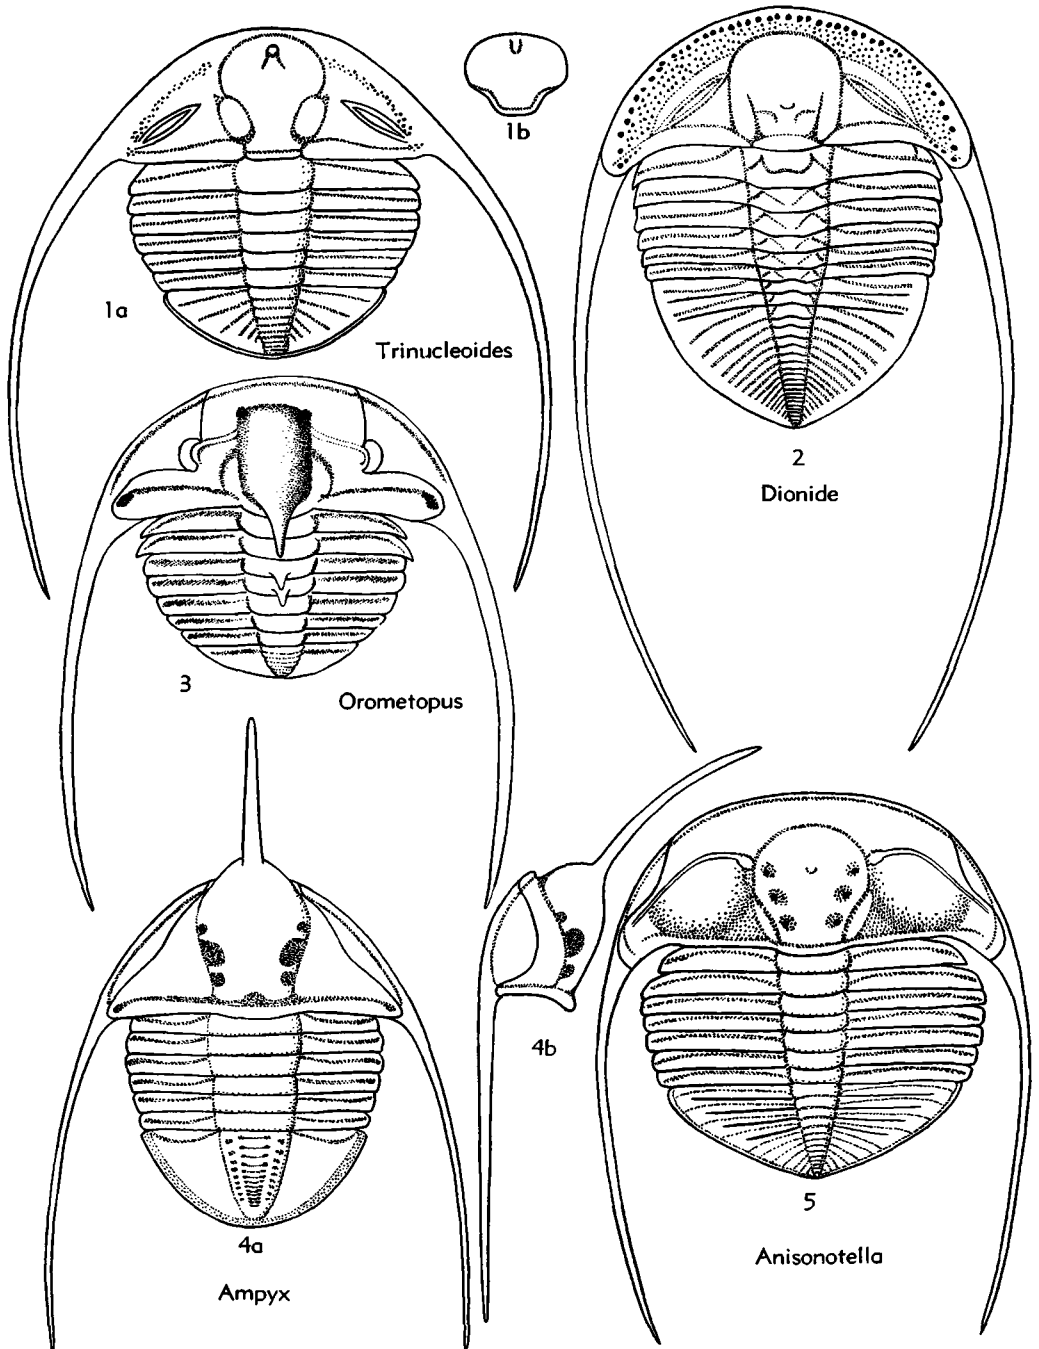 1b
1a
Trinucleoides
2
Dionide
3
Orometopus
4b
4a
Ampyx
5
Anisonotella